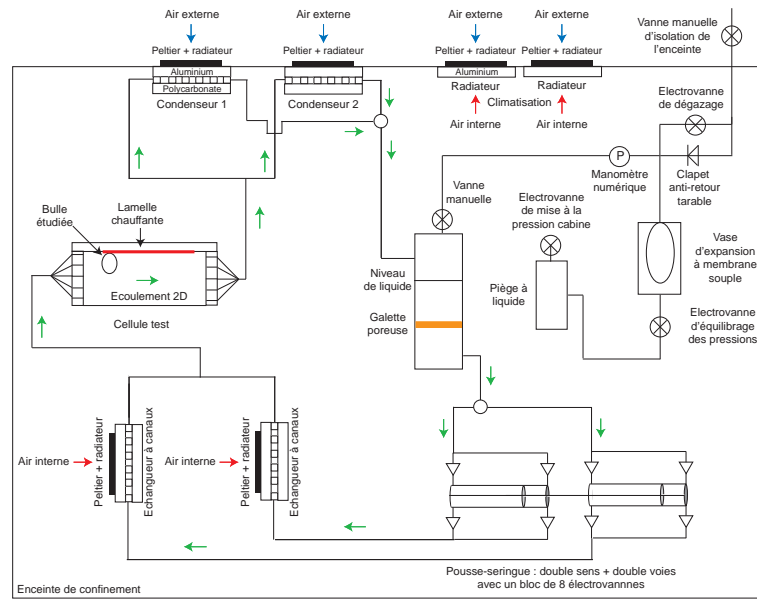 Air externe
Air externe
Air externe
Air externe
Vanne manuelle
d'isolation de
l'enceinte
Peltier + radiateur
Peltier + radiateur
Peltier + radiateur
Peltier + radiateur
Aluminium
Polycarbonate
Condenseur 1
Condenseur 2
Aluminium
Radiateur
Radiateur
Climatisation
Air interne
Air interne
Electrovanne
de dégazage
P
Manomètre
numérique
Clapet
anti-retour
tarable
Vanne
manuelle
Electrovanne
de mise à la
pression cabine
Bulle
étudiée
Lamelle
chauffante
Ecoulement 2D
Cellule test
Niveau
de liquide
Galette
poreuse
Piège à
liquide
Vase
d'expansion
à membrane
souple
Electrovanne
d'équilibrage
des pressions
Air interne
Peltier + radiateur
Echangueur à canaux
Air interne
Peltier + radiateur
Echangueur à canaux
Pousse-seringue : double sens + double voies
avec un bloc de 8 électrovannnes
Enceinte de confinement